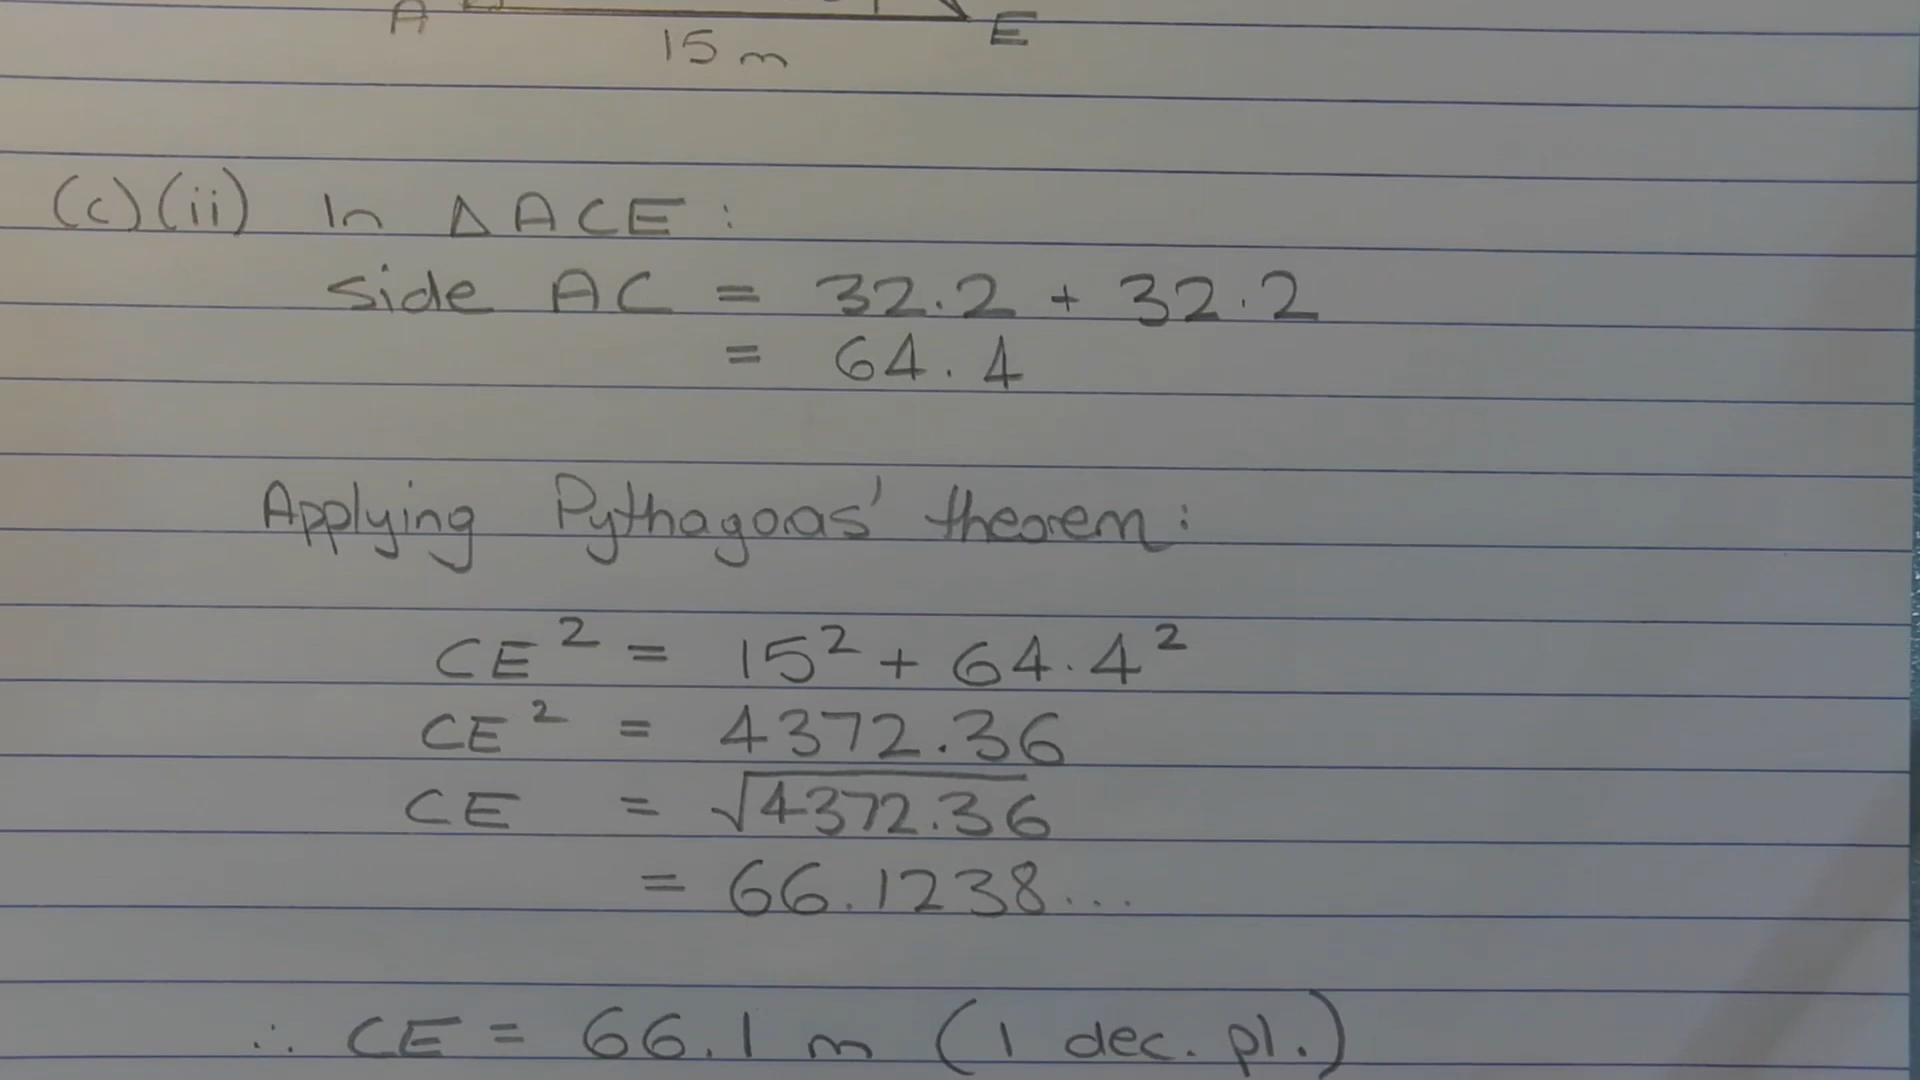 A E
15 m
(c)(ii) In △ACE:
side AC = 32.2 + 32.2
= 64.4
Applying Pythagoras' theorem:
CE² = 15² + 64.4²
CE² = 4372.36
CE = √4372.36
= 66.1238...
∴ CE = 66.1 m (1 dec. pl.)